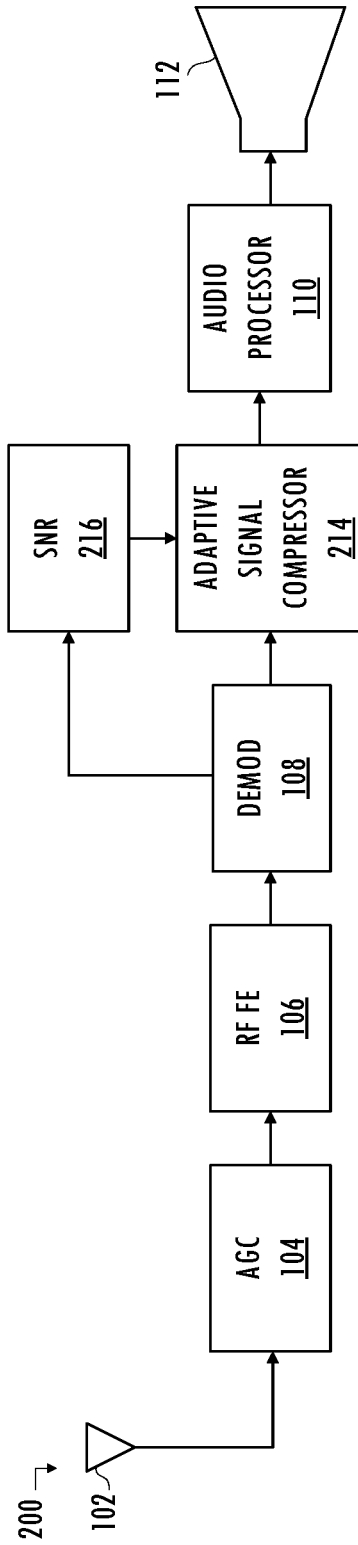 200
102
AGC
104
RF FE
106
DEMOD
108
SNR
216
ADAPTIVE
SIGNAL
COMPRESSOR
214
AUDIO
PROCESSOR
110
112